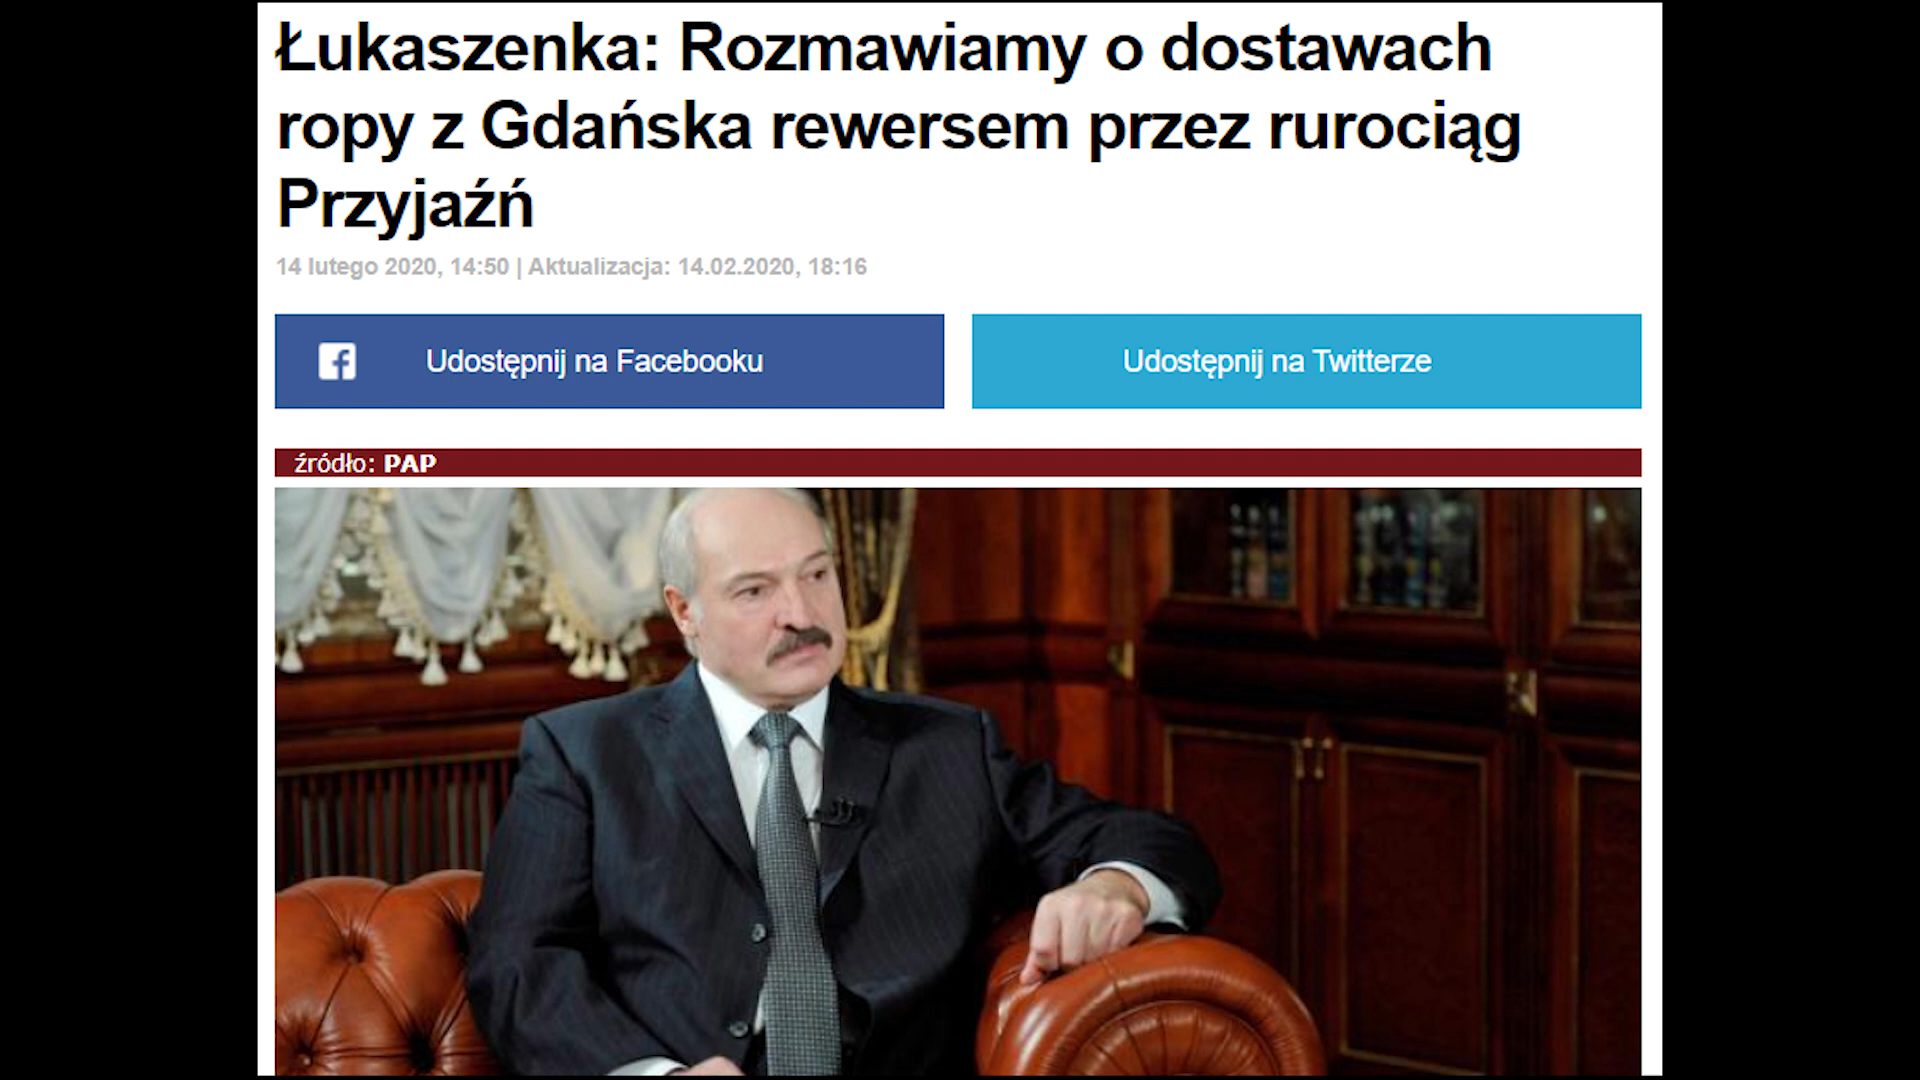 Łukaszenka: Rozmawiamy o dostawach
ropy z Gdańska rewersem przez rurociąg
Przyjaźń
14 lutego 2020, 14:50 | Aktualizacja: 14.02.2020, 18:16
Udostępnij na Facebooku
Udostępnij na Twitterze
źródło: PAP